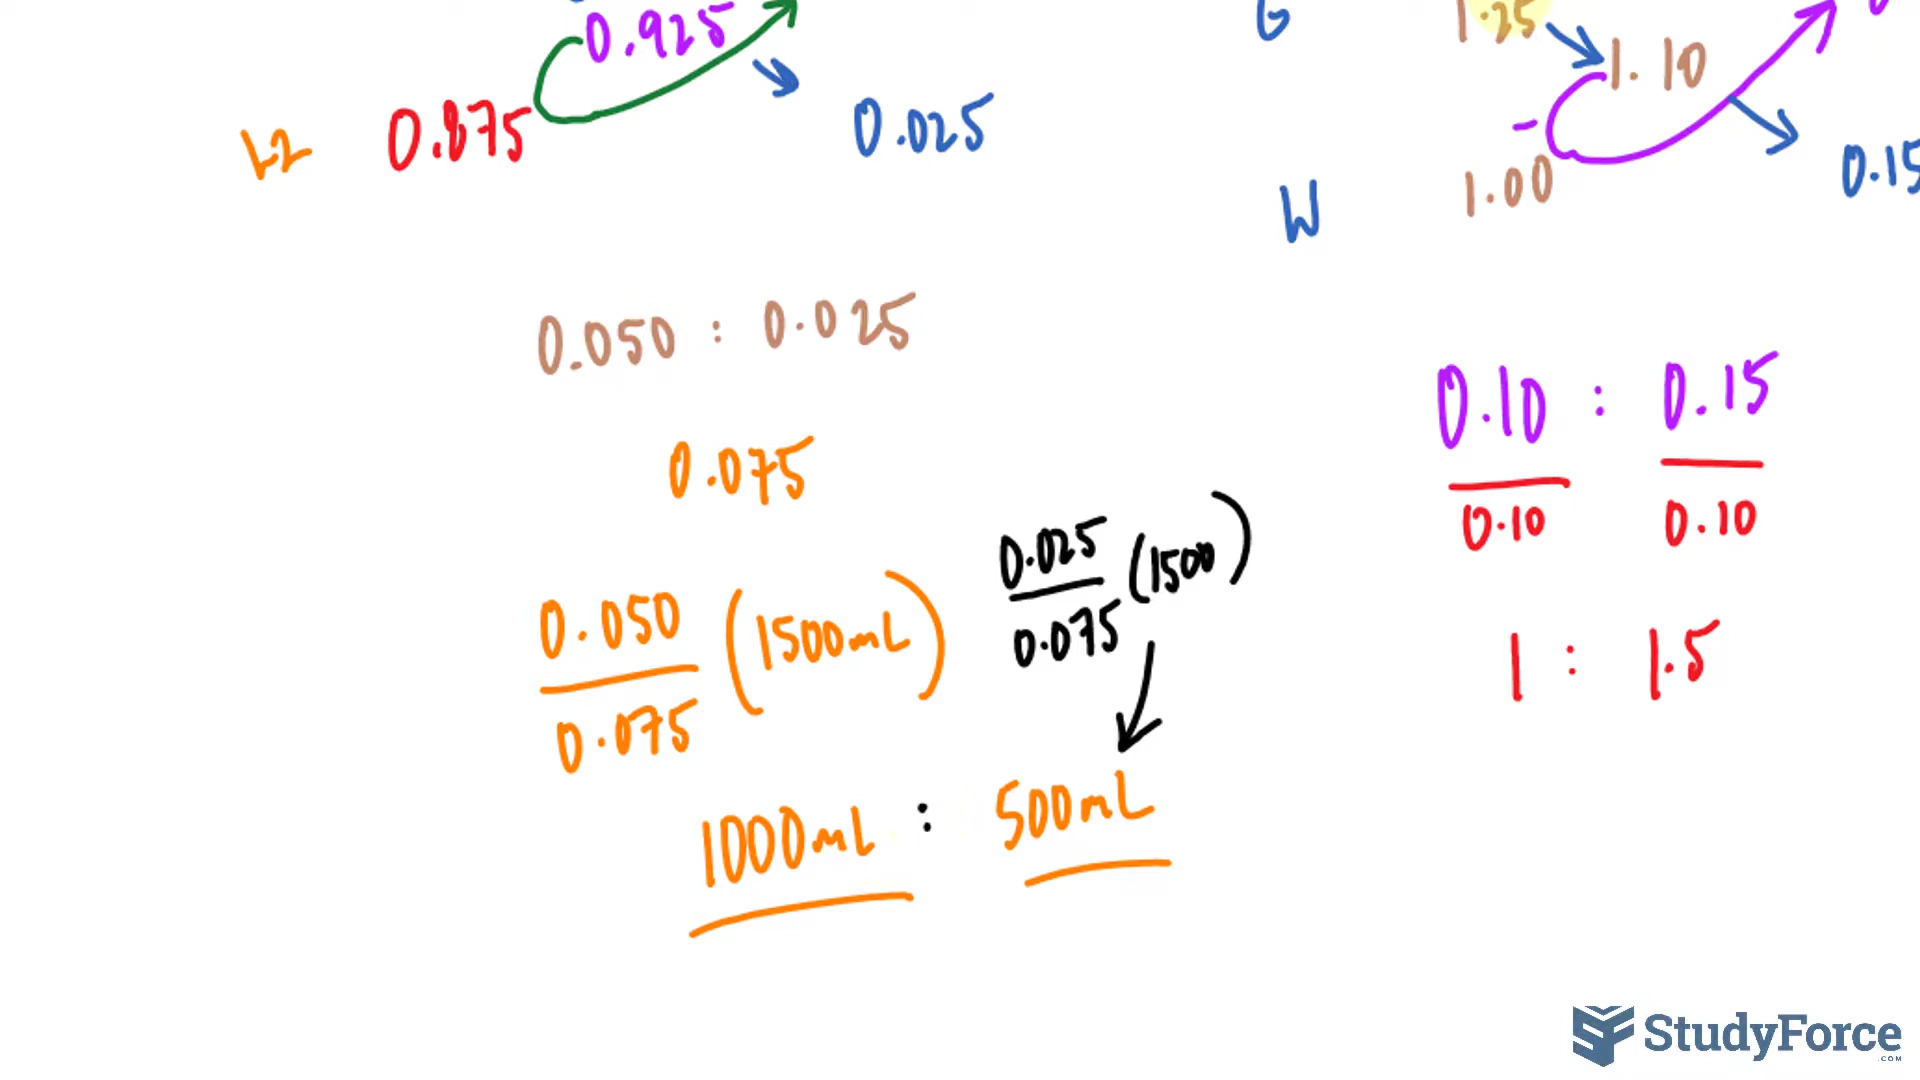 0.925
L2 0.875
0.025
0.050 : 0.025
0.075
0.050
0.075
(1500mL)
0.025
0.075
(1500)
1000mL : 500mL
G 1.25
1.10
W 1.00
0.15
0.10 : 0.15
0.10 0.10
1 : 1.5
StudyForce
.COM